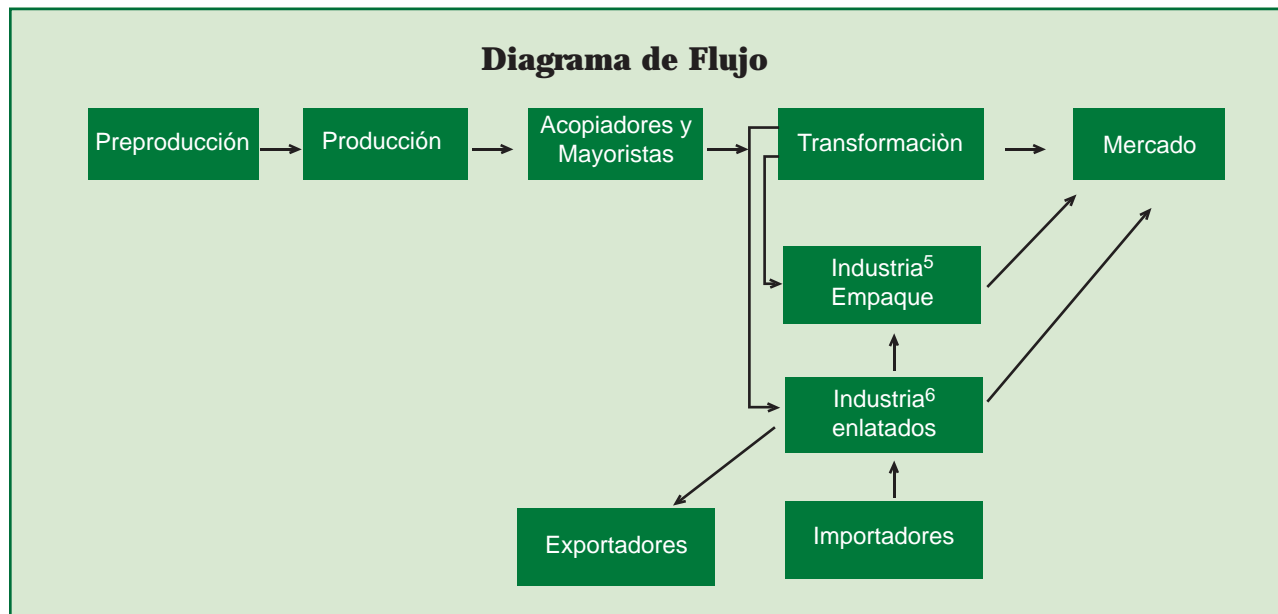 Diagrama de Flujo
Preproducción
Producción
Acopiadores y
Mayoristas
Transformaciòn
Mercado
Industria⁵
Empaque
Industria⁶
enlatados
Exportadores
Importadores